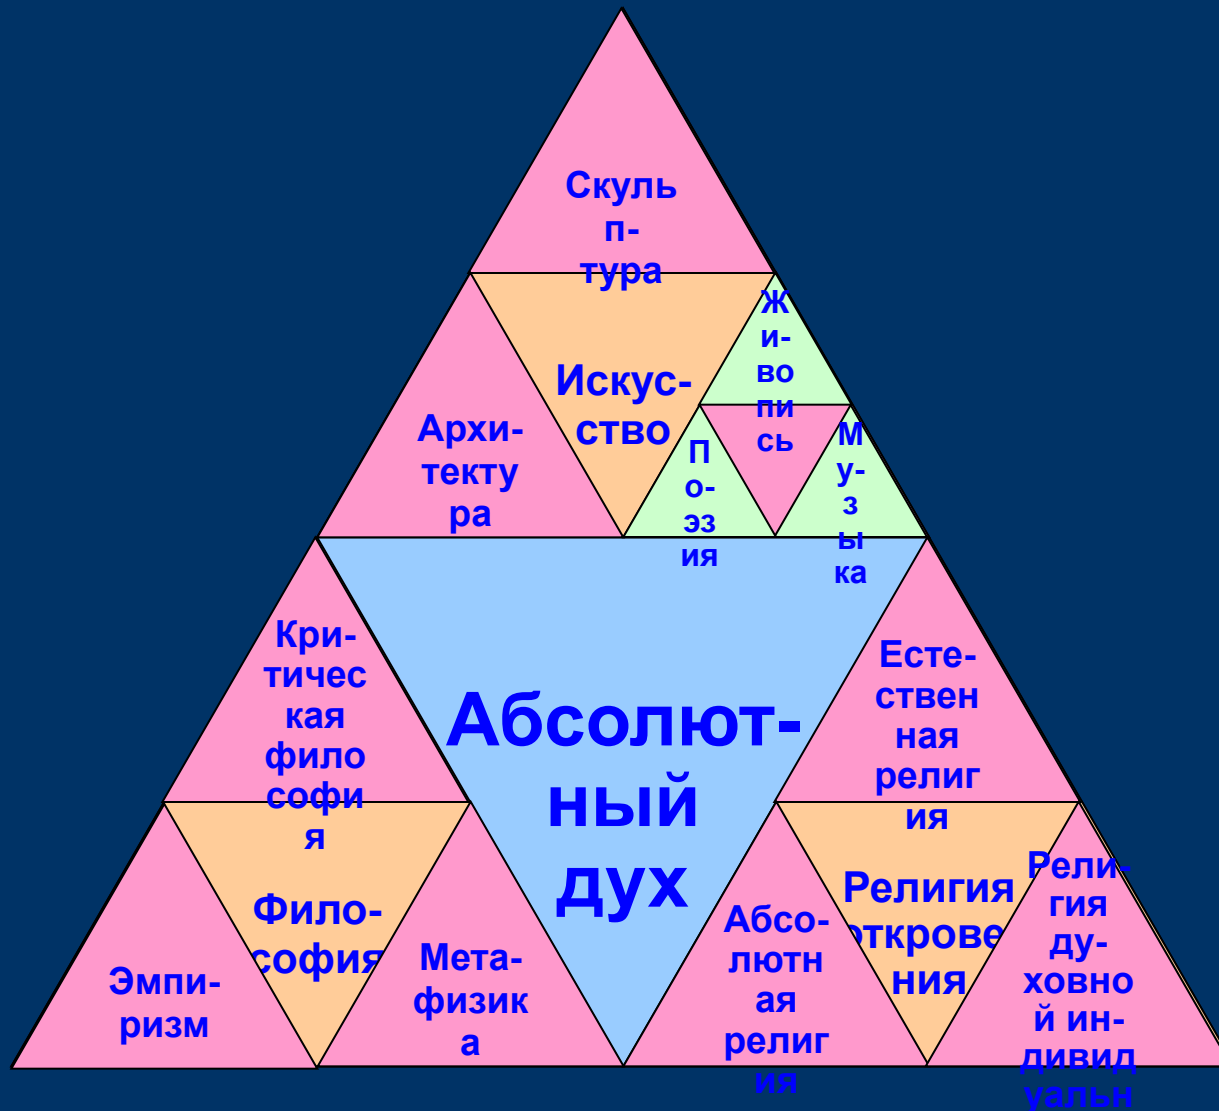 Скуль
п-
тура
Искус-
ство
Архи-
текту
ра
Ж
и-
во
пи
сь
П
о-
эз
ия
М
у-
з
ы
ка
Абсолют-
ный
дух
Кри-
тичес
кая
фило
софи
я
Фило-
софия
Эмпи-
ризм
Мета-
физик
а
Есте-
ствен
ная
религ
ия
Религия
открове
ния
Абсо-
лютн
ая
религ
ия
Рели-
гия
ду-
ховно
й ин-
дивид
уальн